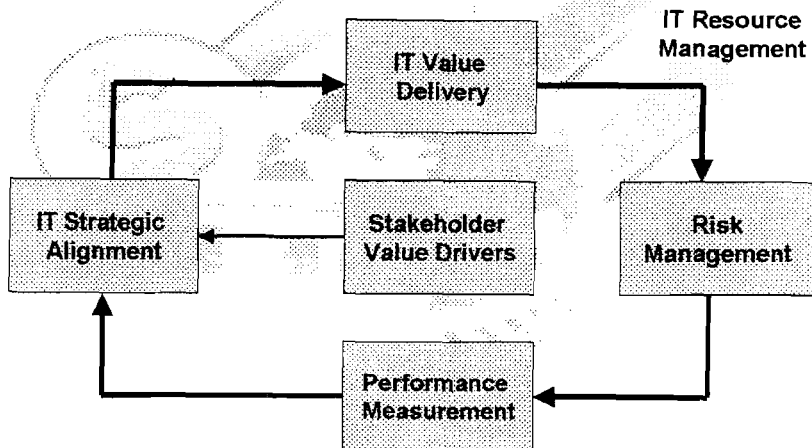 IT Resource
Management
IT Value
Delivery
IT Strategic
Alignment
Stakeholder
Value Drivers
Risk
Management
Performance
Measurement